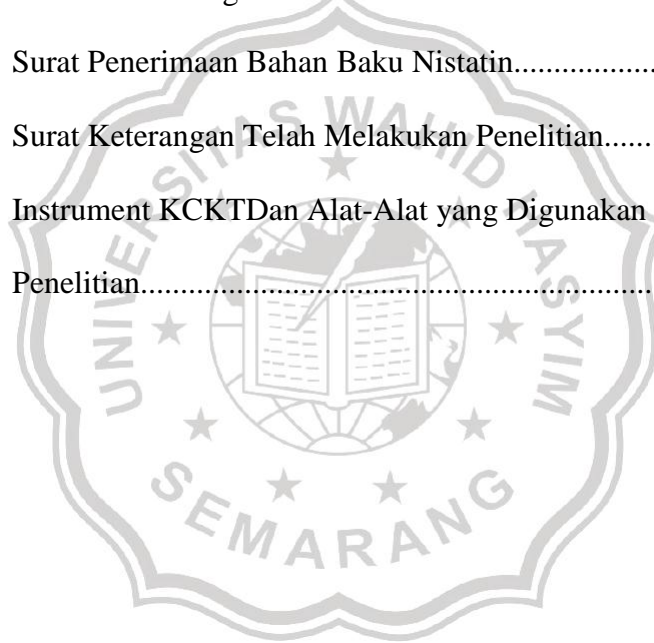 Surat Penerimaan Bahan Baku Nistatin..................
Surat Keterangan Telah Melakukan Penelitian......
Instrument KCKTDan Alat-Alat yang Digunakan
Penelitian..........................................................
UNIVERSITAS WAHID HASYIM
SEMARANG